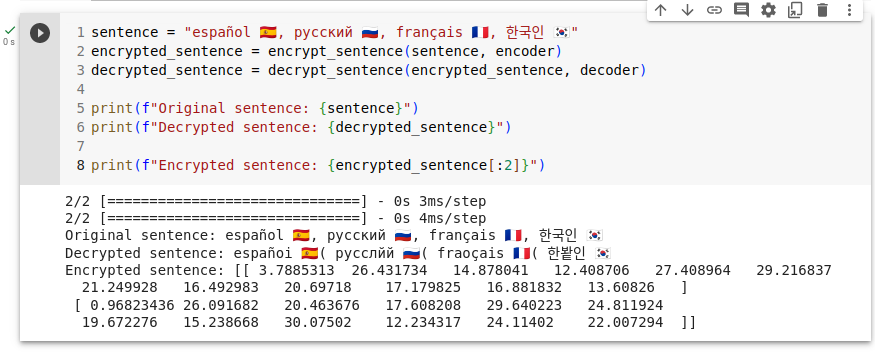 0 s
1 sentence = "español 🇪🇸, русский 🇷🇺, français 🇫🇷, 한국인 🇰🇷"
2 encrypted_sentence = encrypt_sentence(sentence, encoder)
3 decrypted_sentence = decrypt_sentence(encrypted_sentence, decoder)
4
5 print(f"Original sentence: {sentence}")
6 print(f"Decrypted sentence: {decrypted_sentence}")
7
8 print(f"Encrypted sentence: {encrypted_sentence[:2]}")
2/2 [==============================] - 0s 3ms/step
2/2 [==============================] - 0s 4ms/step
Original sentence: español 🇪🇸, русский 🇷🇺, français 🇫🇷, 한국인 🇰🇷
Decrypted sentence: españoi 🇪🇸( русслйй 🇷🇺( fraoçais 🇫🇷( 한봩인 🇰🇷
Encrypted sentence: [[ 3.7885313 26.431734 14.878041 12.408706 27.408964 29.216837
21.249928 16.492983 20.69718 17.179825 16.881832 13.60826 ]
[ 0.96823436 26.091682 20.463676 17.608208 29.640223 24.811924
19.672276 15.238668 30.07502 12.234317 24.11402 22.007294 ]]